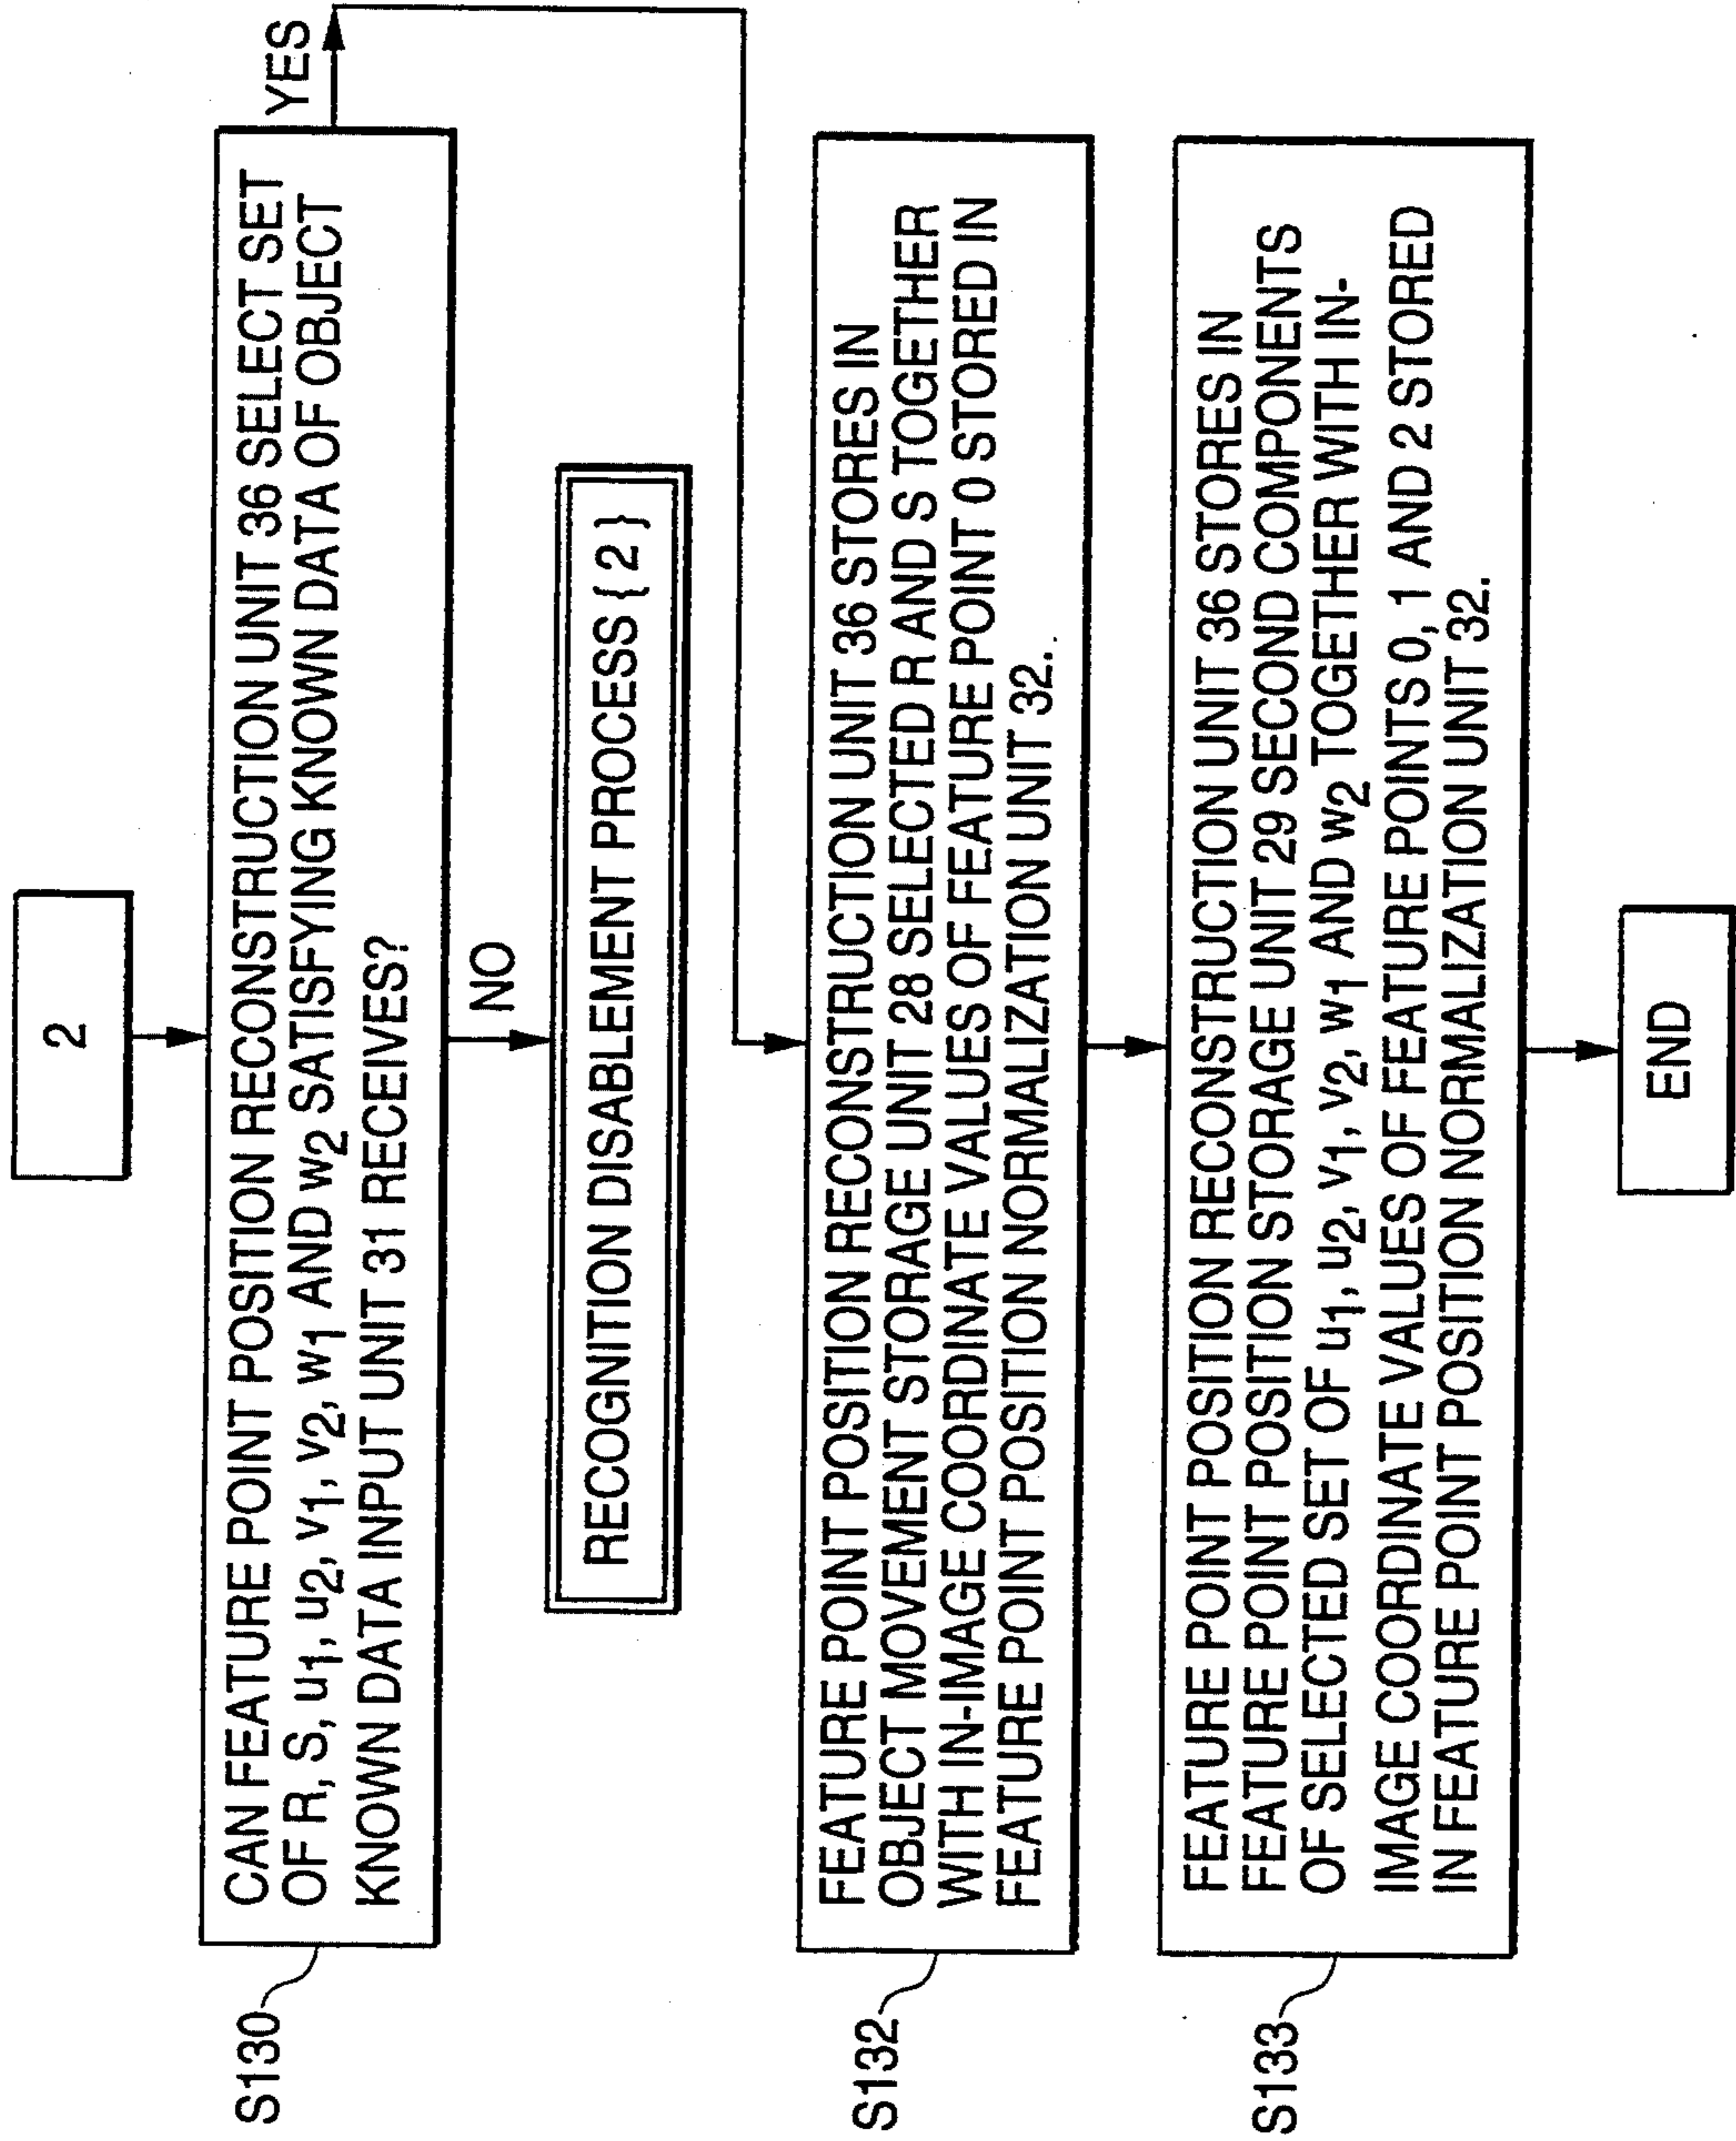 2
S130
CAN FEATURE POINT POSITION RECONSTRUCTION UNIT 36 SELECT SET
OF R, S, u₁, u₂, v₁, v₂, w₁ AND w₂ SATISFYING KNOWN DATA OF OBJECT
KNOWN DATA INPUT UNIT 31 RECEIVES?
YES
NO
RECOGNITION DISABLEMENT PROCESS { 2 }
S132
FEATURE POINT POSITION RECONSTRUCTION UNIT 36 STORES IN
OBJECT MOVEMENT STORAGE UNIT 28 SELECTED R AND S TOGETHER
WITH IN-IMAGE COORDINATE VALUES OF FEATURE POINT 0 STORED IN
FEATURE POINT POSITION NORMALIZATION UNIT 32.
S133
FEATURE POINT POSITION RECONSTRUCTION UNIT 36 STORES IN
FEATURE POINT POSITION STORAGE UNIT 29 SECOND COMPONENTS
OF SELECTED SET OF u₁, u₂, v₁, v₂, w₁ AND w₂ TOGETHER WITH IN-
IMAGE COORDINATE VALUES OF FEATURE POINTS 0, 1 AND 2 STORED
IN FEATURE POINT POSITION NORMALIZATION UNIT 32.
END